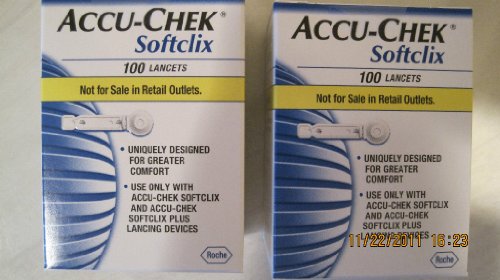 ACCU-CHEK®
Softclix
100 LANCETS
Not for Sale in Retail Outlets.
• UNIQUELY DESIGNED
FOR GREATER
COMFORT
• USE ONLY WITH
ACCU-CHEK SOFTCLIX
AND ACCU-CHEK
SOFTCLIX PLUS
LANCING DEVICES
Roche
ACCU-CHEK®
Softclix
100 LANCETS
Not for Sale in Retail Outlets.
• UNIQUELY DESIGNED
FOR GREATER
COMFORT
• USE ONLY WITH
ACCU-CHEK SOFTCLIX
AND ACCU-CHEK
SOFTCLIX PLUS
LANCING DEVICES
11/22/2011 16:23
Roche